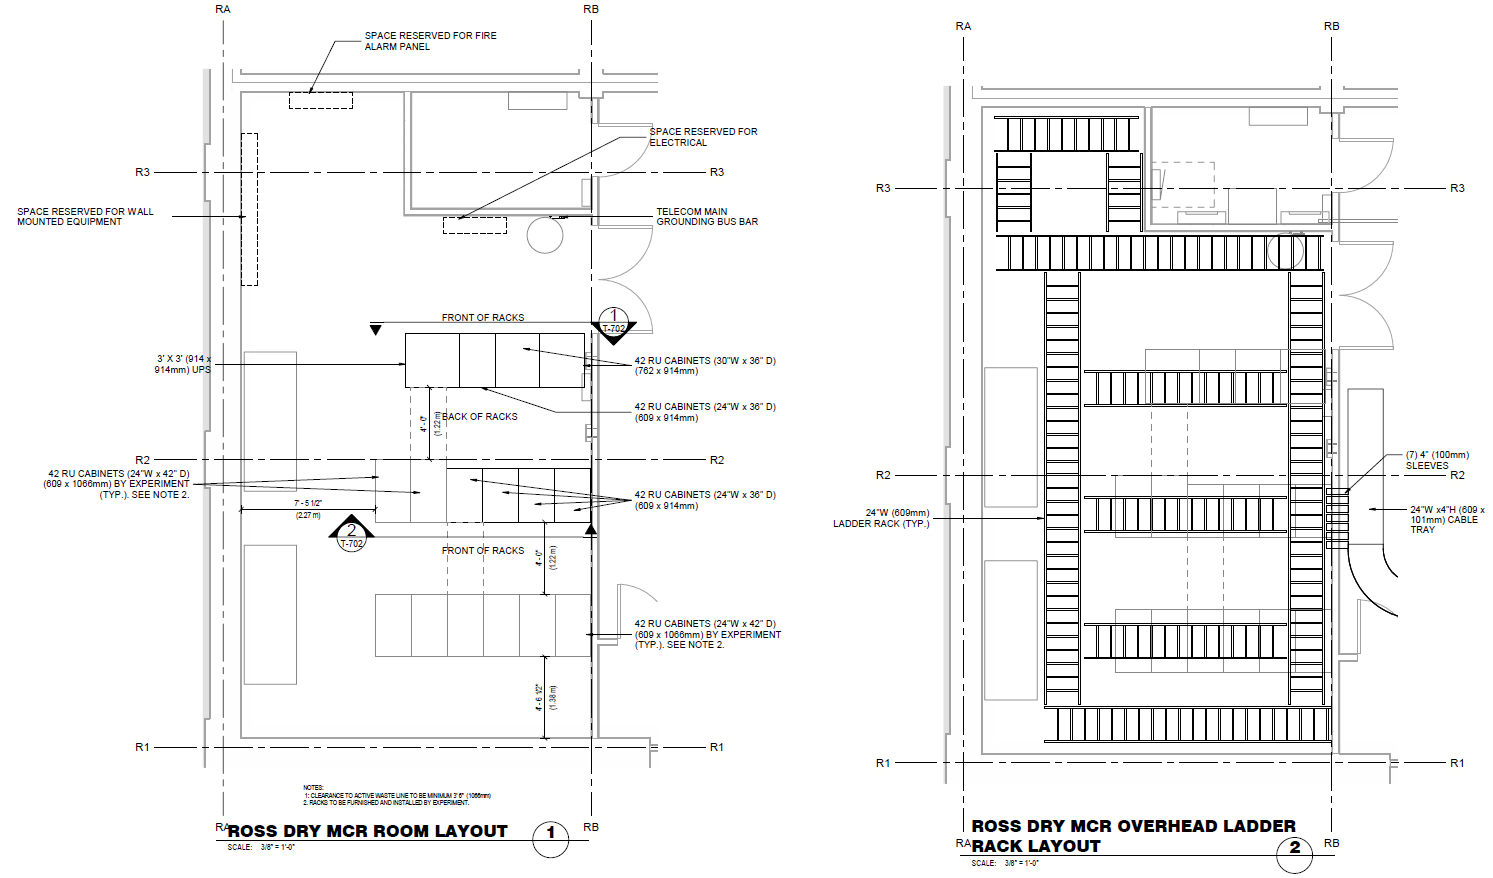 RA
RB
SPACE RESERVED FOR FIRE
ALARM PANEL
SPACE RESERVED FOR
ELECTRICAL
R3
R3
SPACE RESERVED FOR WALL
MOUNTED EQUIPMENT
TELECOM MAIN
GROUNDING BUS BAR
FRONT OF RACKS
1
T-702
3' X 3' (914 x
914mm) UPS
42 RU CABINETS (30"W x 36" D)
(762 x 914mm)
42 RU CABINETS (24"W x 36" D)
(609 x 914mm)
4' - 0"
(1.22 m)
BACK OF RACKS
R2
R2
42 RU CABINETS (24"W x 42" D)
(609 x 1066mm) BY EXPERIMENT
(TYP.). SEE NOTE 2.
42 RU CABINETS (24"W x 36" D)
(609 x 914mm)
7' - 5 1/2"
(2.27 m)
2
T-702
FRONT OF RACKS
4' - 0"
(1.22 m)
42 RU CABINETS (24"W x 42" D)
(609 x 1066mm) BY EXPERIMENT
(TYP.). SEE NOTE 2.
4' - 6 1/2"
(1.38 m)
R1
R1
NOTES:
1: CLEARANCE TO ACTIVE WASTE LINE TO BE MINIMUM 3' 6" (1066mm)
2. RACKS TO BE FURNISHED AND INSTALLED BY EXPERIMENT.
RA
RB
ROSS DRY MCR ROOM LAYOUT
1
SCALE: 3/8" = 1'-0"
RA
RB
R3
R3
R2
R2
(7) 4" (100mm)
SLEEVES
24"W (609mm)
LADDER RACK (TYP.)
24"W x4"H (609 x
101mm) CABLE
TRAY
R1
R1
ROSS DRY MCR OVERHEAD LADDER
RACK LAYOUT
2
RA
RB
SCALE: 3/8" = 1'-0"